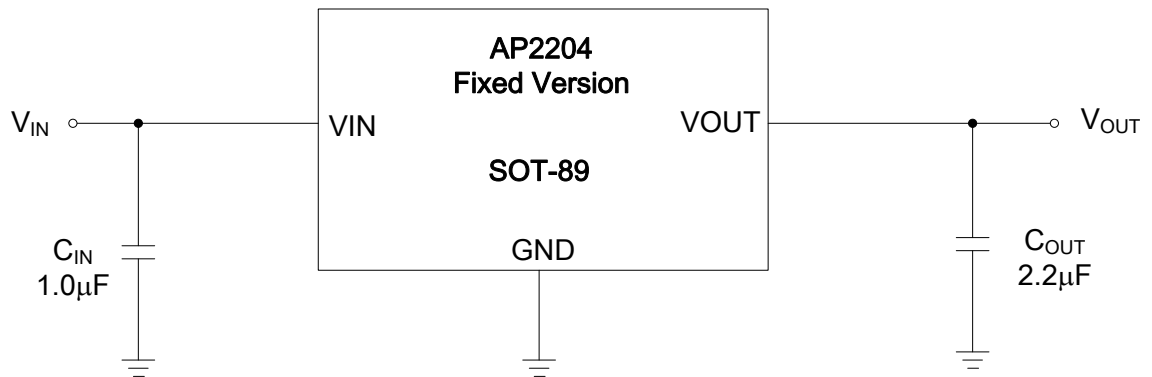 AP2204
Fixed Version
V_IN
VIN
VOUT
V_OUT
SOT-89
GND
C_IN
1.0μF
C_OUT
2.2μF